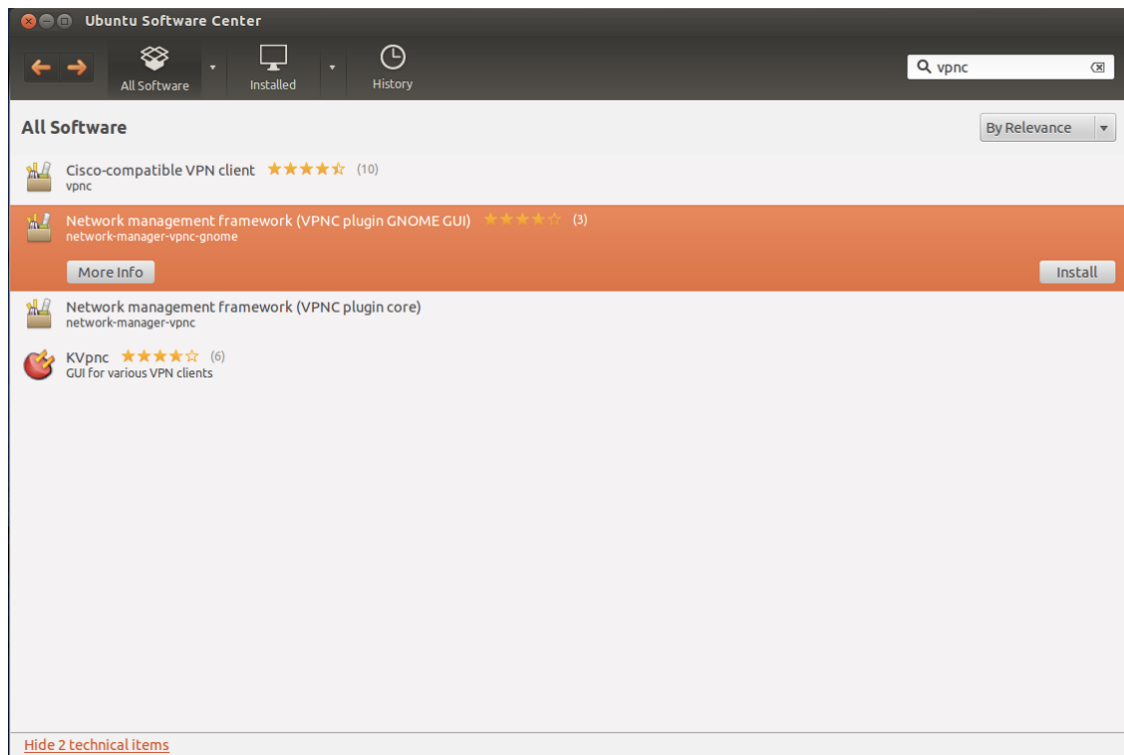 Ubuntu Software Center
All Software
Installed
History
vpnc
All Software
By Relevance
Cisco-compatible VPN client (10)
vpnc
Network management framework (VPNC plugin GNOME GUI) (3)
network-manager-vpnc-gnome
More Info
Install
Network management framework (VPNC plugin core)
network-manager-vpnc
KVpnc (6)
GUI for various VPN clients
Hide 2 technical items